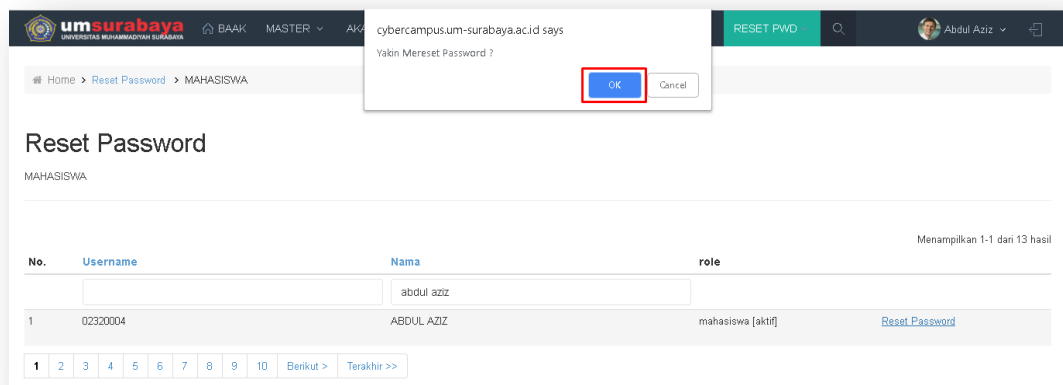 umsurabaya
UNIVERSITAS MUHAMMADIYAH SURABAYA
BAAK
MASTER
AKA
cybercampus.um-surabaya.ac.id says
Yakin Mereset Password ?
OK
Cancel
RESET PWD
Abdul Aziz
Home > Reset Password > MAHASISWA
Reset Password
MAHASISWA
Menampilkan 1-1 dari 13 hasil
No. Username Nama role
abdul aziz
1 02320004 ABDUL AZIZ mahasiswa [aktif] Reset Password
1 2 3 4 5 6 7 8 9 10 Berikut > Terakhir >>